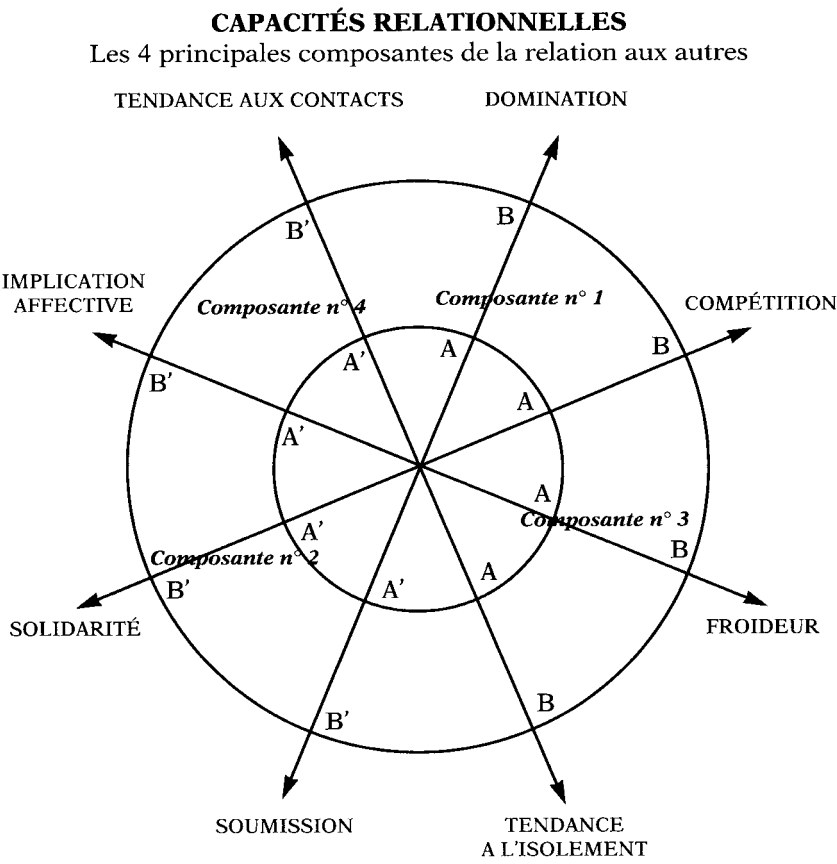 CAPACITÉS RELATIONNELLES
Les 4 principales composantes de la relation aux autres
TENDANCE AUX CONTACTS
DOMINATION
B'
B
IMPLICATION
AFFECTIVE
Composante n° 4
Composante n° 1
COMPÉTITION
B'
A'
A
B
A'
A
A'
A
Composante n° 3
Composante n° 2
B'
A'
A
B
SOLIDARITÉ
FROIDEUR
B'
B
SOUMISSION
TENDANCE
A L'ISOLEMENT